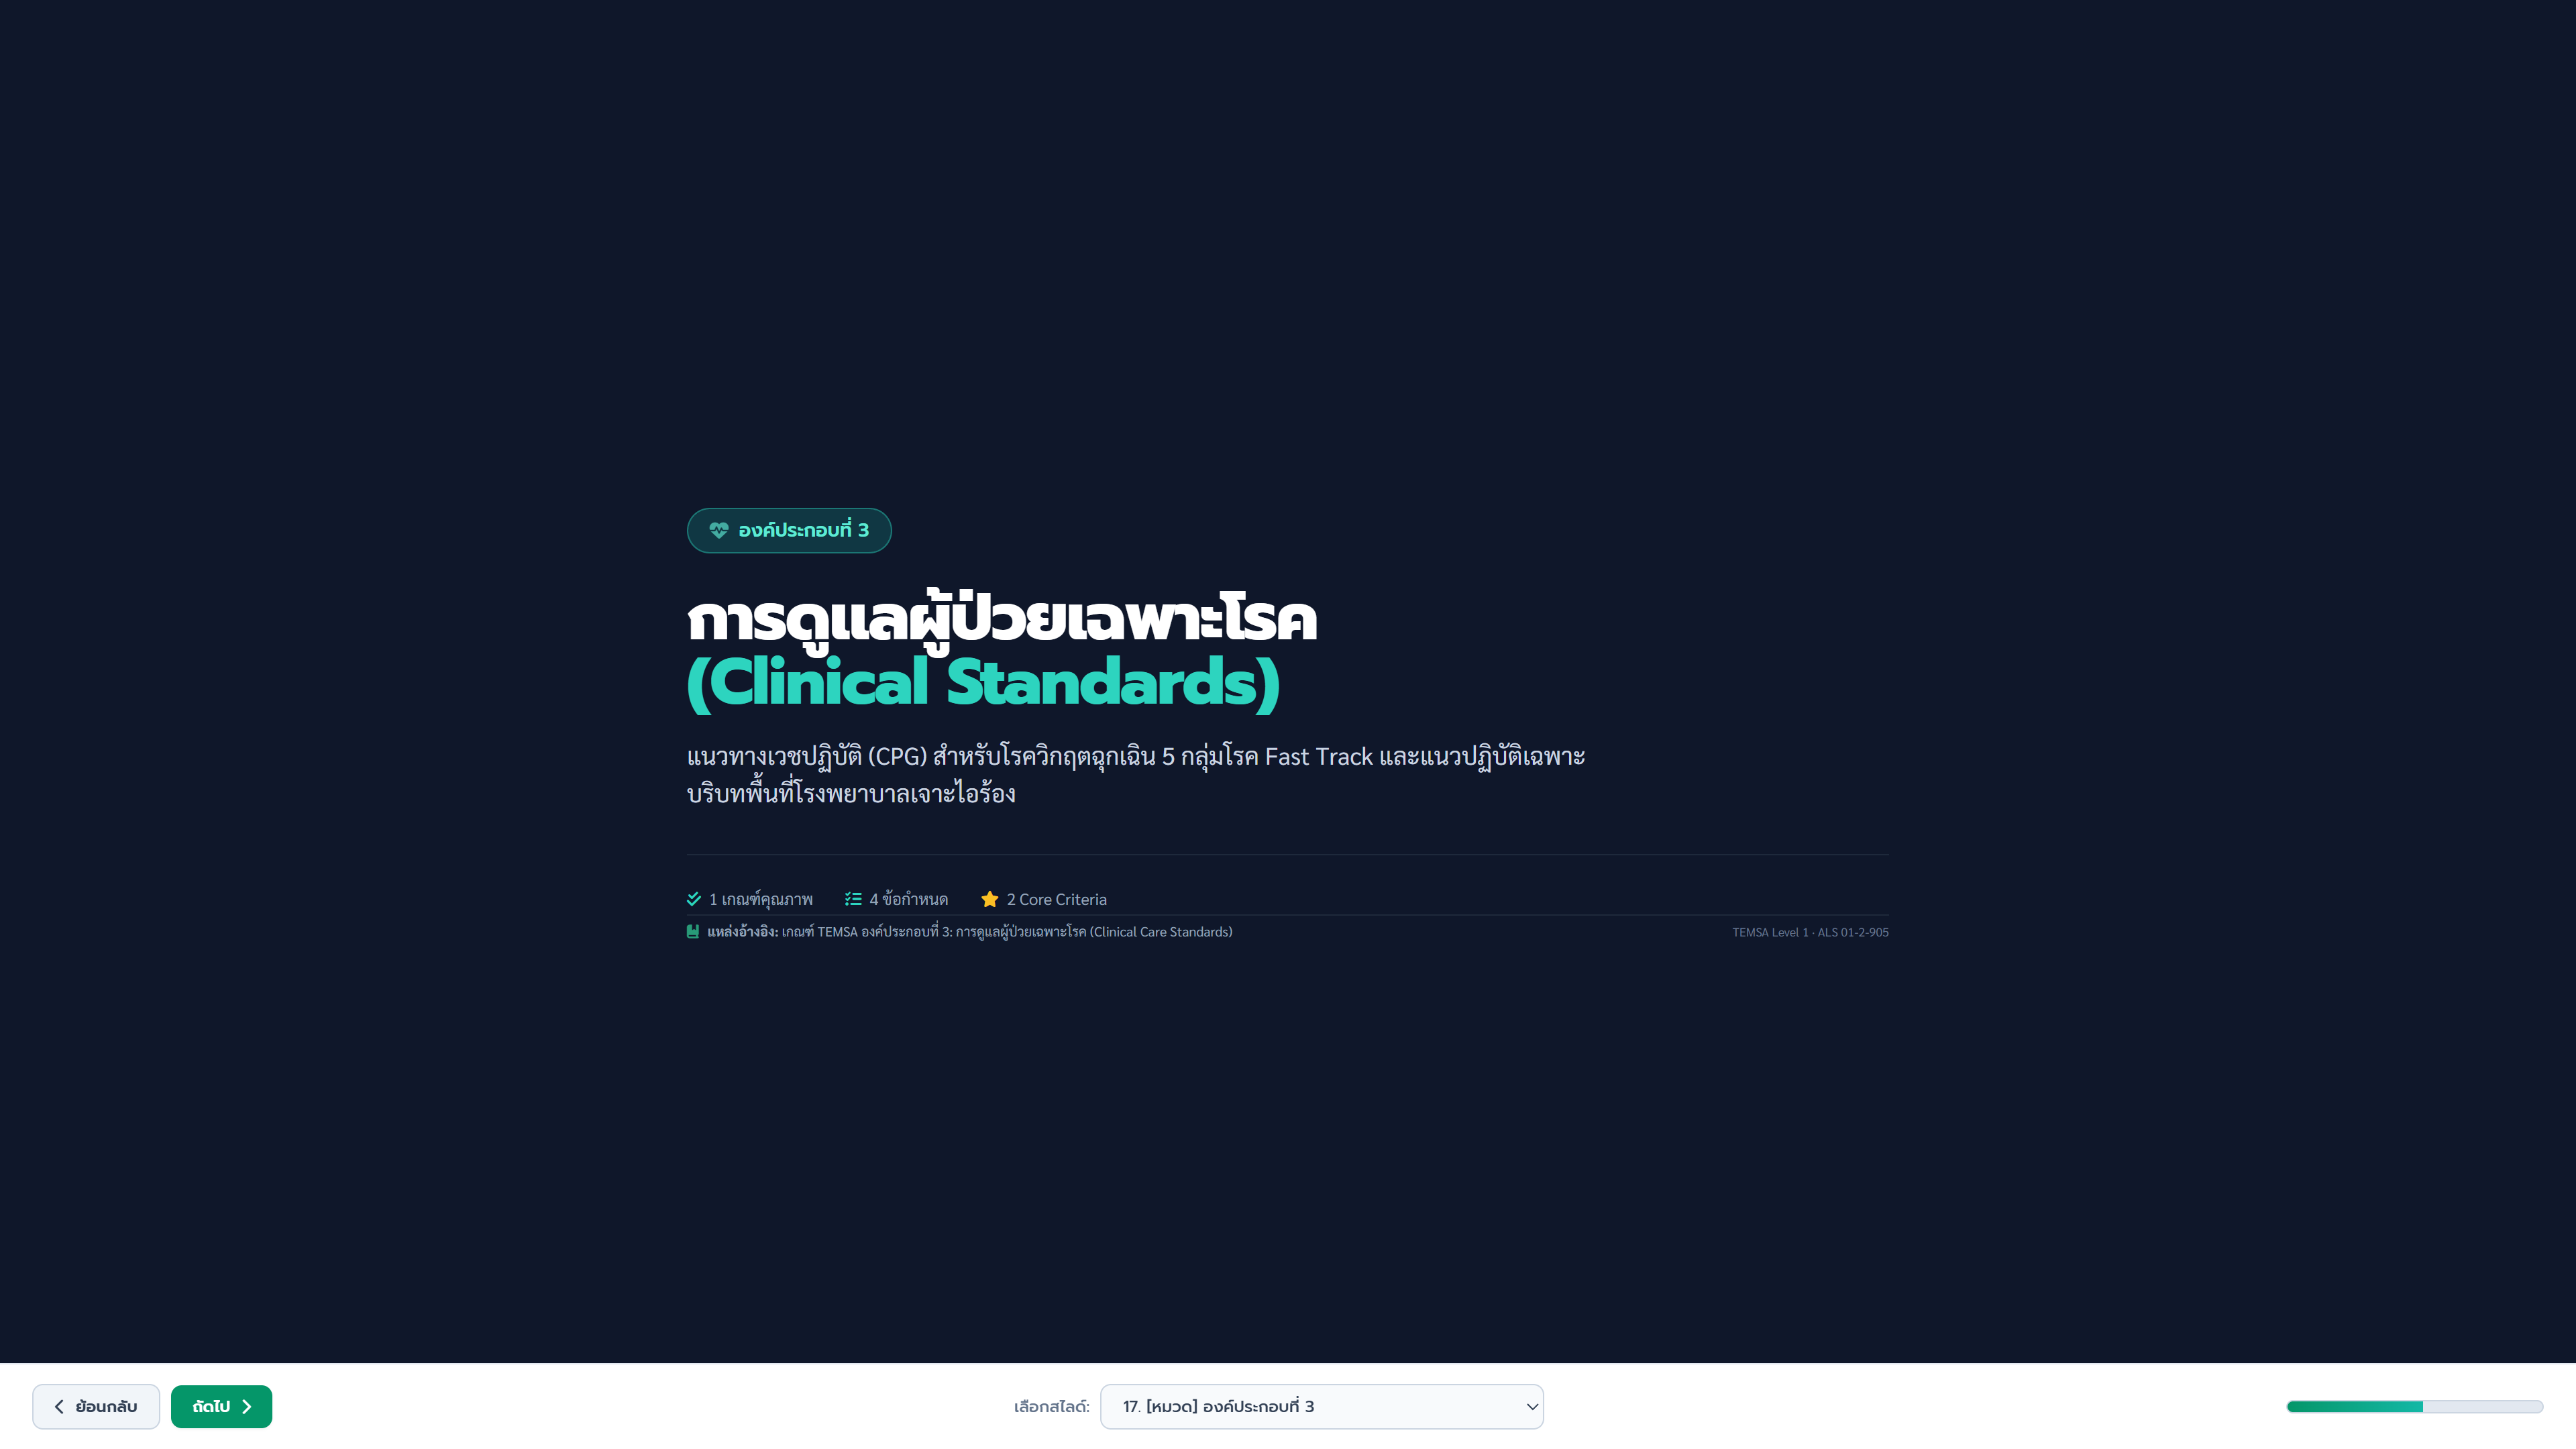 องค์ประกอบที่ 3
การดูแลผู้ป่วยเฉพาะโรค
(Clinical Standards)
แนวทางเวชปฏิบัติ (CPG) สำหรับโรควิกฤตฉุกเฉิน 5 กลุ่มโรค Fast Track และแนวปฏิบัติเฉพาะ
บริบทพื้นที่โรงพยาบาลเจาะไอร้อง
1 เกณฑ์คุณภาพ 4 ข้อกำหนด 2 Core Criteria
แหล่งอ้างอิง: เกณฑ์ TEMSA องค์ประกอบที่ 3: การดูแลผู้ป่วยเฉพาะโรค (Clinical Care Standards) TEMSA Level 1 · ALS 01-2-905
ย้อนกลับ ถัดไป เลือกสไลด์: 17. [หมวด] องค์ประกอบที่ 3